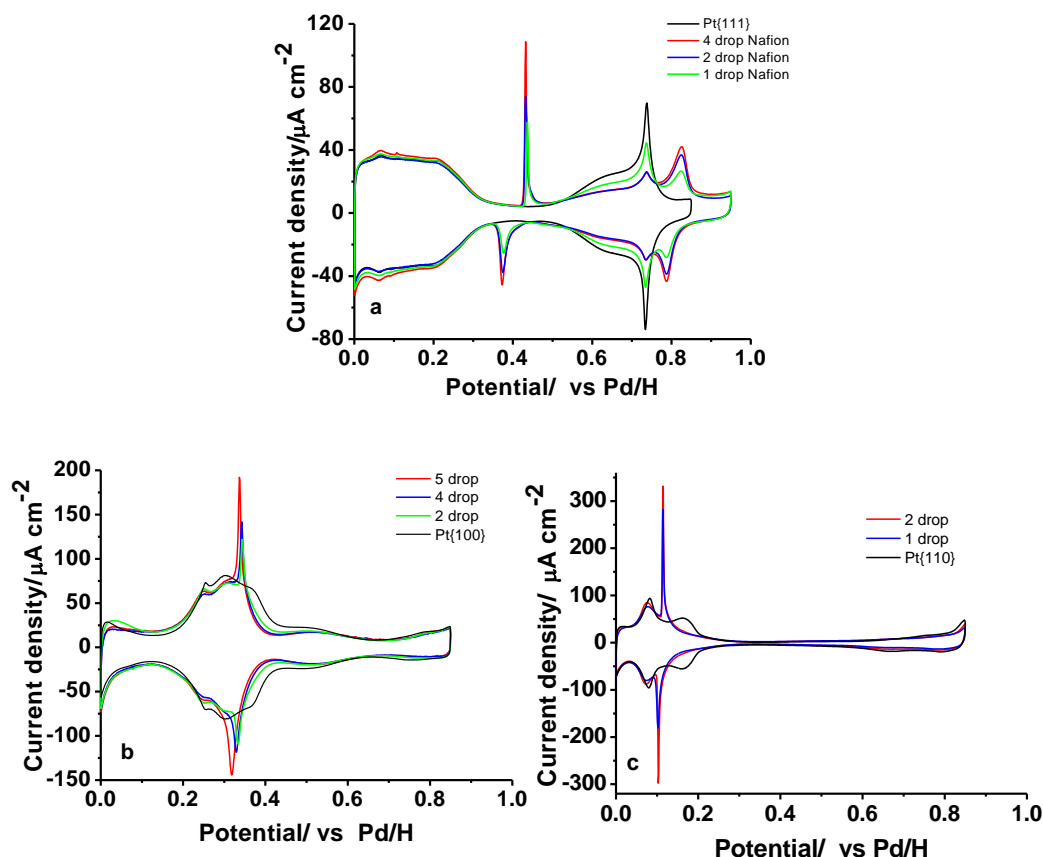 Pt{111}
4 drop Nafion
2 drop Nafion
1 drop Nafion
120
80
40
0
-40
-80
Current density/μA cm-2
a
0.0 0.2 0.4 0.6 0.8 1.0
Potential/ vs Pd/H
5 drop
4 drop
2 drop
Pt{100}
200
150
100
50
0
-50
-100
-150
Current density/μA cm-2
b
0.0 0.2 0.4 0.6 0.8 1.0
Potential/ vs Pd/H
2 drop
1 drop
Pt{110}
300
200
100
0
-100
-200
-300
Current density/ μA cm-2
c
0.0 0.2 0.4 0.6 0.8 1.0
Potential/ vs Pd/H